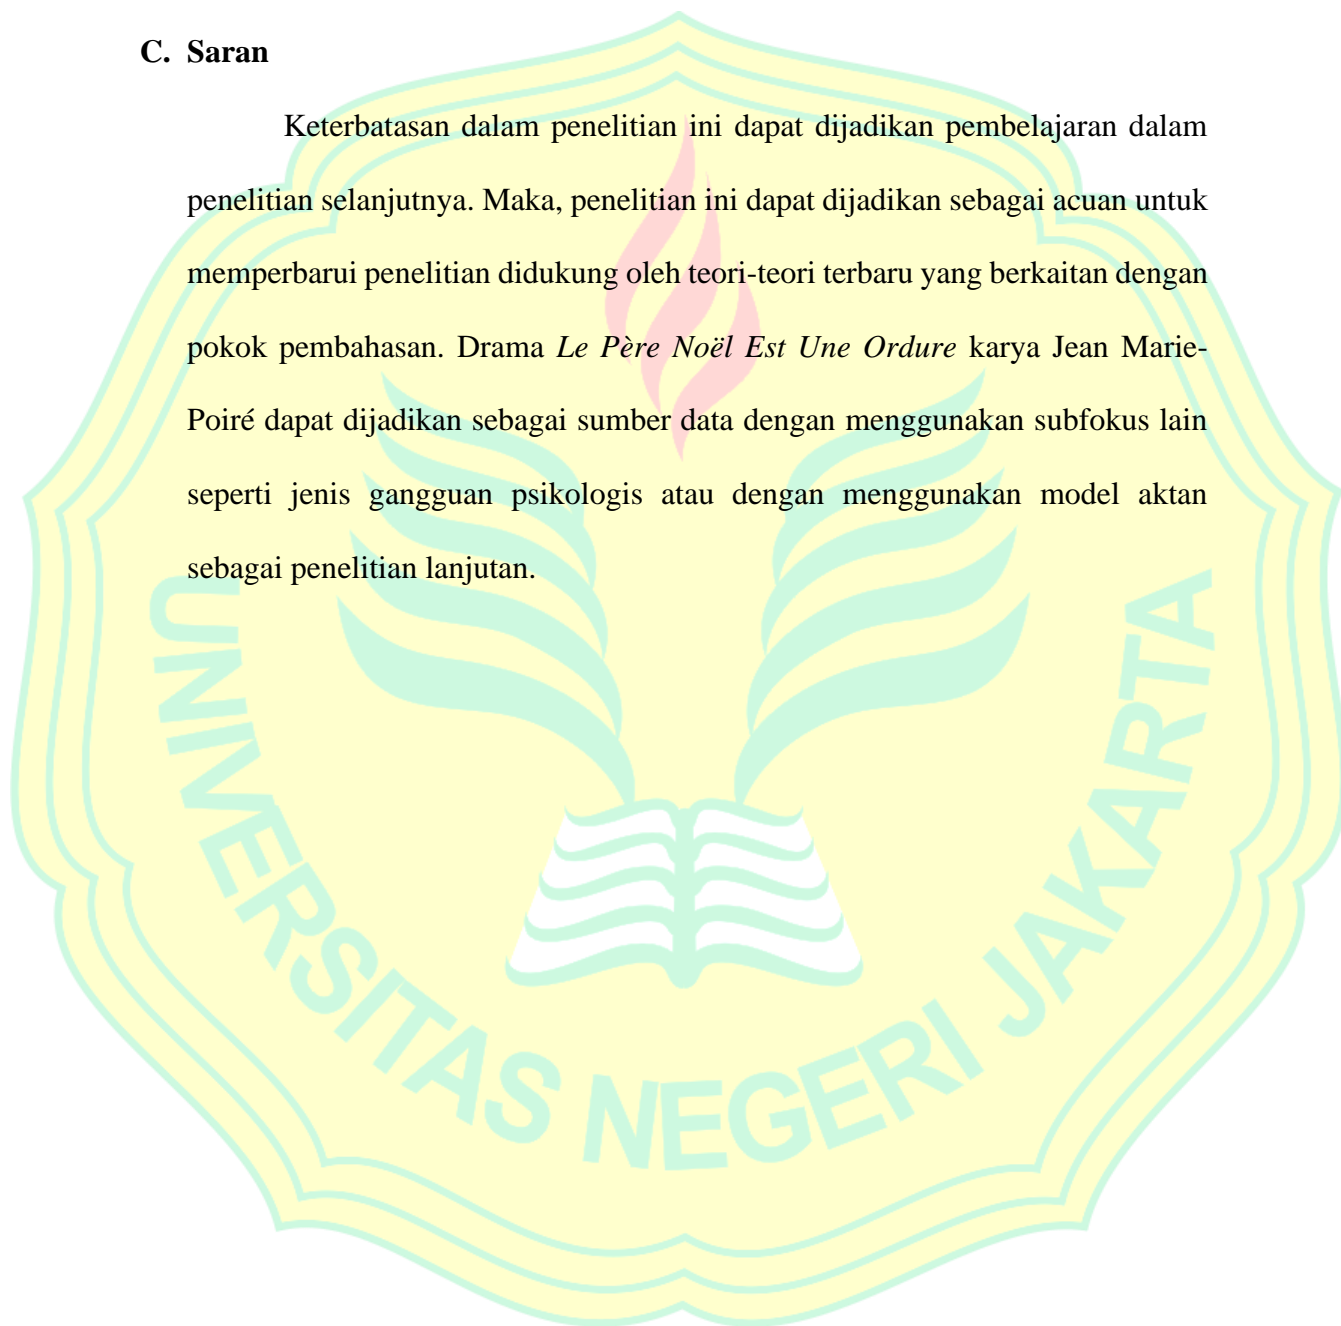 C. Saran
Keterbatasan dalam penelitian ini dapat dijadikan pembelajaran dalam
penelitian selanjutnya. Maka, penelitian ini dapat dijadikan sebagai acuan untuk
memperbarui penelitian didukung oleh teori-teori terbaru yang berkaitan dengan
pokok pembahasan. Drama Le Père Noël Est Une Ordure karya Jean Marie-
Poiré dapat dijadikan sebagai sumber data dengan menggunakan subfokus lain
seperti jenis gangguan psikologis atau dengan menggunakan model aktan
sebagai penelitian lanjutan.
UNIVERSITAS NEGERI JAKARTA